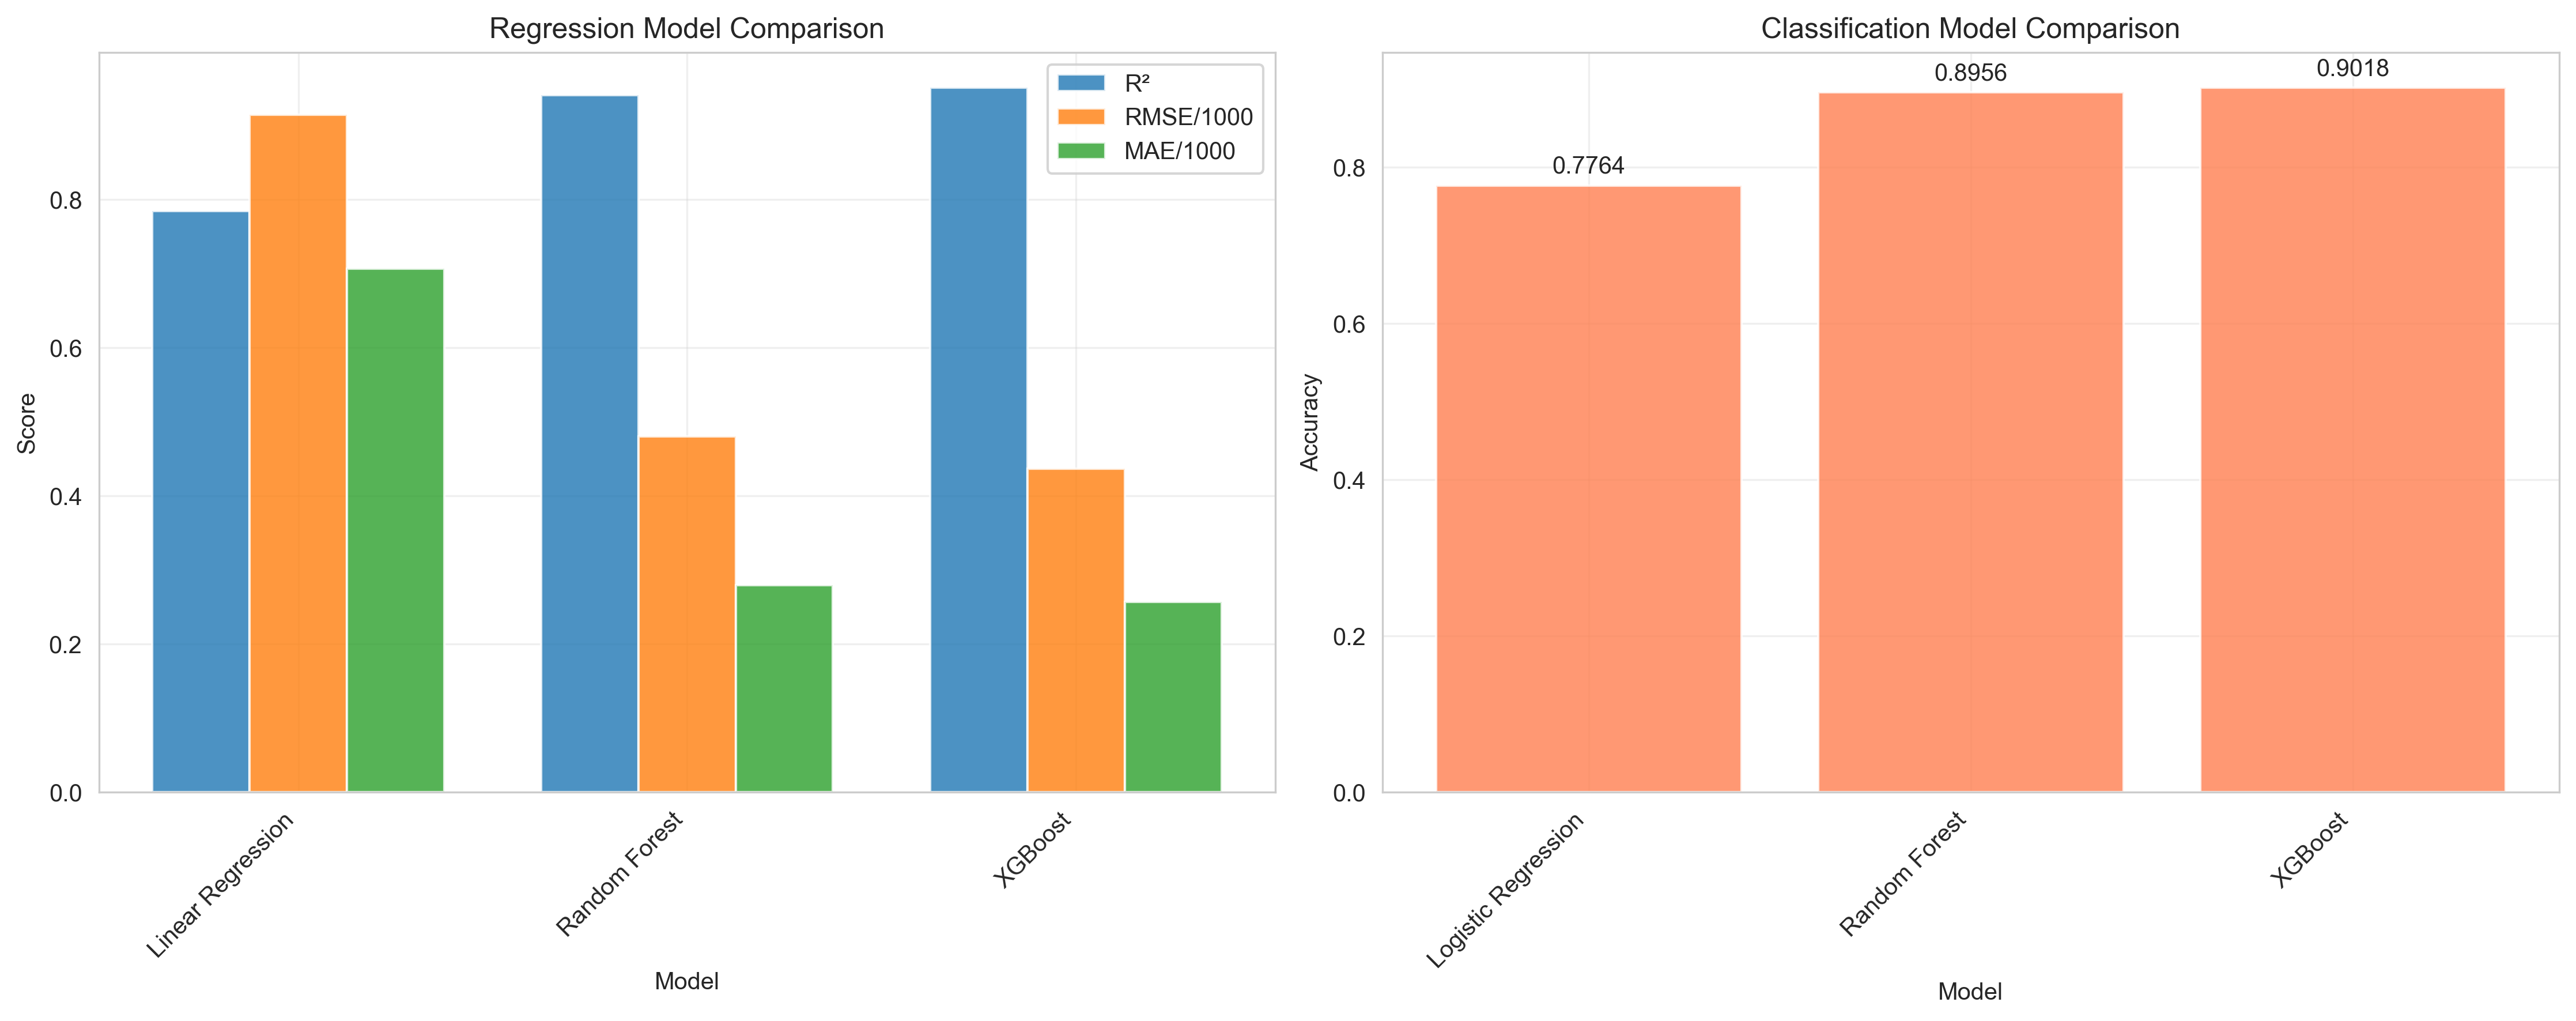 Regression Model Comparison
R²
RMSE/1000
MAE/1000
Score
0.8
0.6
0.4
0.2
0.0
Linear Regression
Random Forest
XGBoost
Model
Classification Model Comparison
0.7764
0.8956
0.9018
Accuracy
0.8
0.6
0.4
0.2
0.0
Logistic Regression
Random Forest
XGBoost
Model